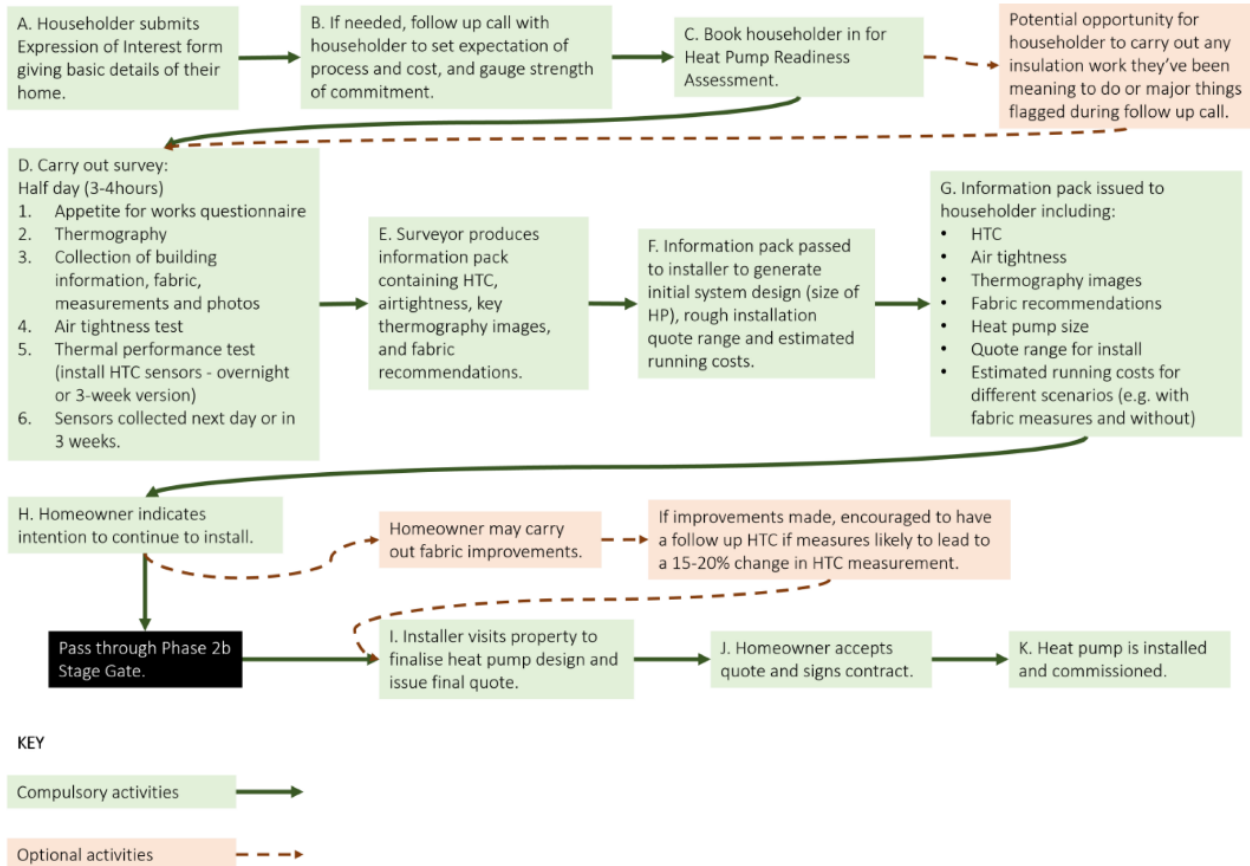 A. Householder submits
Expression of Interest form
giving basic details of their
home.
B. If needed, follow up call with
householder to set expectation of
process and cost, and gauge strength
of commitment.
C. Book householder in for
Heat Pump Readiness
Assessment.
Potential opportunity for
householder to carry out any
insulation work they’ve been
meaning to do or major things
flagged during follow up call.
D. Carry out survey:
Half day (3-4hours)
1. Appetite for works questionnaire
2. Thermography
3. Collection of building
information, fabric,
measurements and photos
4. Air tightness test
5. Thermal performance test
(install HTC sensors - overnight
or 3-week version)
6. Sensors collected next day or in
3 weeks.
E. Surveyor produces
information pack
containing HTC,
airtightness, key
thermography images,
and fabric
recommendations.
F. Information pack passed
to installer to generate
initial system design (size of
HP), rough installation
quote range and estimated
running costs.
G. Information pack issued to
householder including:
• HTC
• Air tightness
• Thermography images
• Fabric recommendations
• Heat pump size
• Quote range for install
• Estimated running costs for
different scenarios (e.g. with
fabric measures and without)
H. Homeowner indicates
intention to continue to install.
Homeowner may carry
out fabric improvements.
If improvements made, encouraged to have
a follow up HTC if measures likely to lead to
a 15-20% change in HTC measurement.
Pass through Phase 2b
Stage Gate.
I. Installer visits property to
finalise heat pump design and
issue final quote.
J. Homeowner accepts
quote and signs contract.
K. Heat pump is installed
and commissioned.
KEY
Compulsory activities
Optional activities